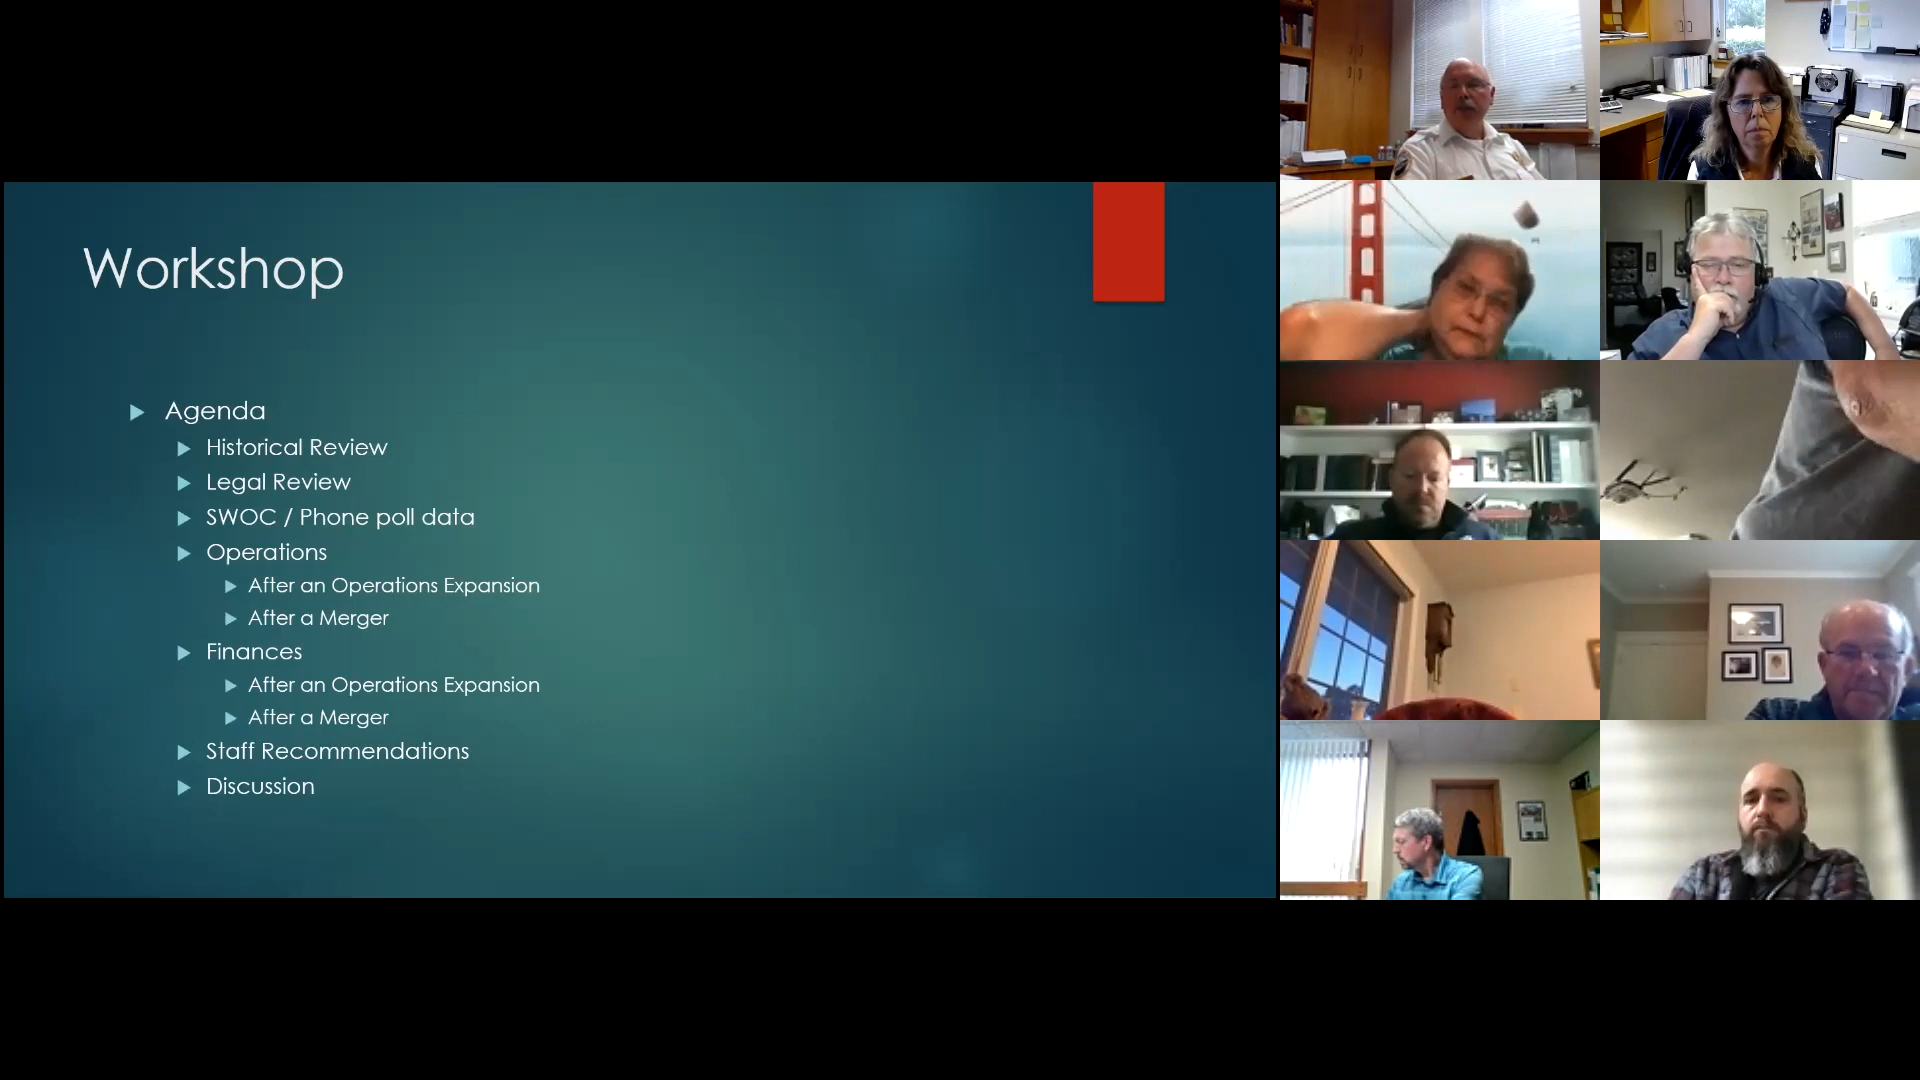 Workshop
Agenda
Historical Review
Legal Review
SWOC / Phone poll data
Operations
After an Operations Expansion
After a Merger
Finances
After an Operations Expansion
After a Merger
Staff Recommendations
Discussion